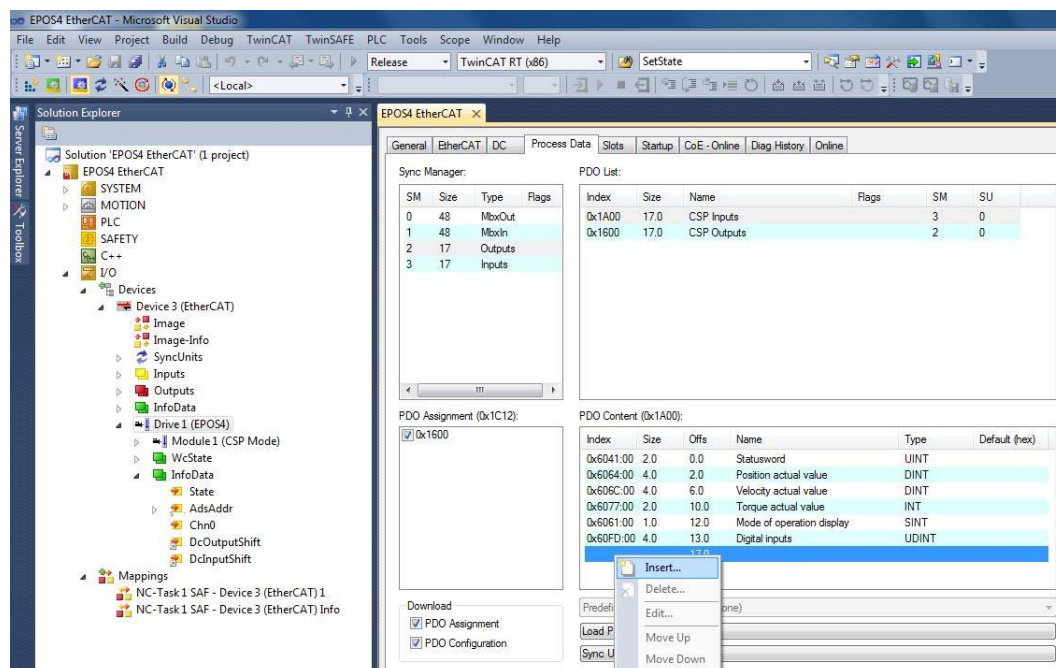 EPOS4 EtherCAT - Microsoft Visual Studio
File Edit View Project Build Debug TwinCAT TwinSAFE PLC Tools Scope Window Help
Release TwinCAT RT (x86) SetState
<Local>
Server Explorer
Toolbox
Solution Explorer
Solution 'EPOS4 EtherCAT' (1 project)
EPOS4 EtherCAT
SYSTEM
MOTION
PLC
SAFETY
C++
I/O
Devices
Device 3 (EtherCAT)
Image
Image-Info
SyncUnits
Inputs
Outputs
InfoData
Drive 1 (EPOS4)
Module 1 (CSP Mode)
WcState
InfoData
State
AdsAddr
Chn0
DcOutputShift
DcInputShift
Mappings
NC-Task 1 SAF - Device 3 (EtherCAT) 1
NC-Task 1 SAF - Device 3 (EtherCAT) Info
EPOS4 EtherCAT
General EtherCAT DC Process Data Slots Startup CoE - Online Diag History Online
Sync Manager:
SM Size Type Flags
0 48 MbxOut
1 48 MbxIn
2 17 Outputs
3 17 Inputs
PDO List:
Index Size Name Flags SM SU
0x1A00 17.0 CSP Inputs 3 0
0x1600 17.0 CSP Outputs 2 0
PDO Assignment (0x1C12):
0x1600
PDO Content (0x1A00):
Index Size Offs Name Type Default (hex)
0x6041:00 2.0 0.0 Statusword UINT
0x6064:00 4.0 2.0 Position actual value DINT
0x606C:00 4.0 6.0 Velocity actual value DINT
0x6077:00 2.0 10.0 Torque actual value INT
0x6061:00 1.0 12.0 Mode of operation display SINT
0x60FD:00 4.0 13.0 Digital inputs UDINT
17.0
Insert...
Delete...
Edit...
Move Up
Move Down
Download
PDO Assignment
PDO Configuration
Predefi
one)
Load P
Sync U